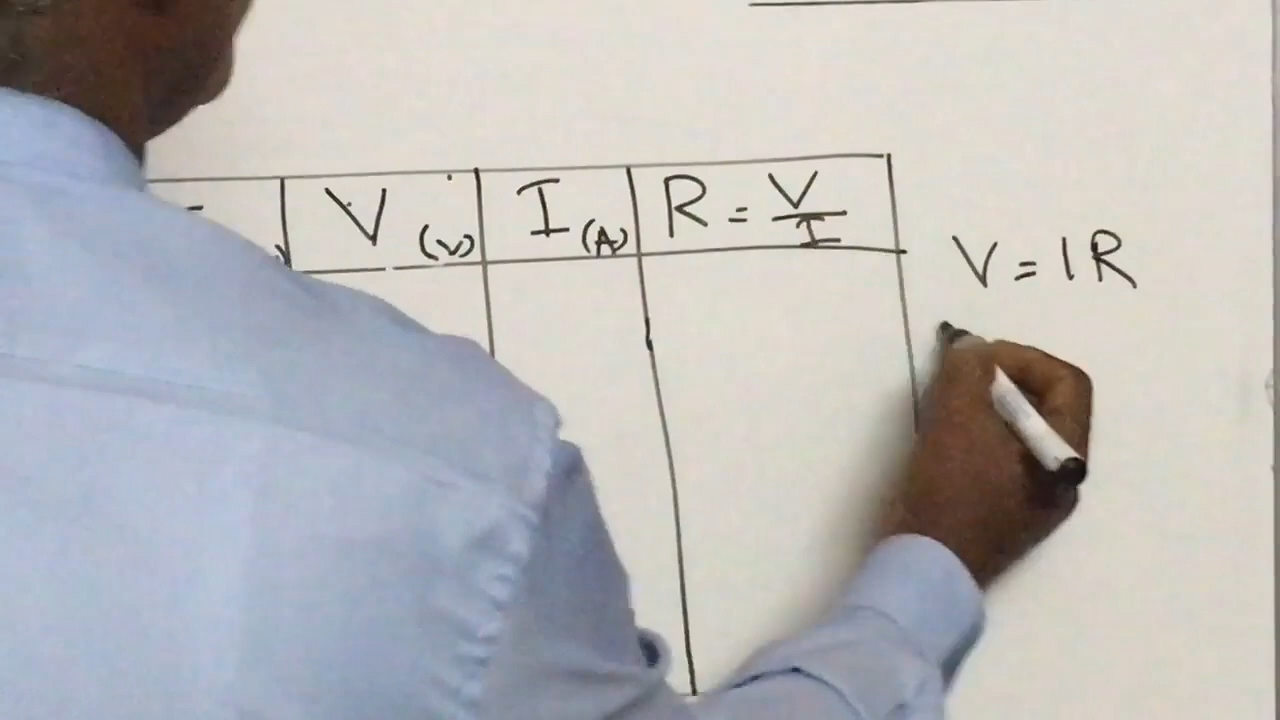 V (V) I (A) R = V/I
V = IR